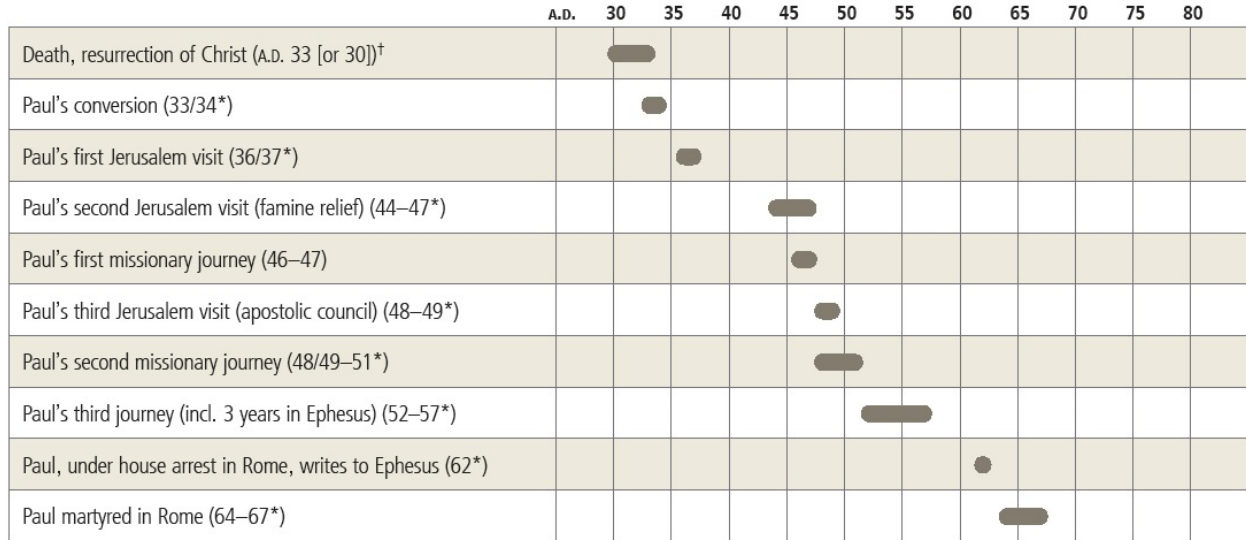 A.D. 30 35 40 45 50 55 60 65 70 75 80
Death, resurrection of Christ (A.D. 33 [or 30])†
Paul's conversion (33/34*)
Paul's first Jerusalem visit (36/37*)
Paul's second Jerusalem visit (famine relief) (44–47*)
Paul's first missionary journey (46–47)
Paul's third Jerusalem visit (apostolic council) (48–49*)
Paul's second missionary journey (48/49–51*)
Paul's third journey (incl. 3 years in Ephesus) (52–57*)
Paul, under house arrest in Rome, writes to Ephesus (62*)
Paul martyred in Rome (64–67*)